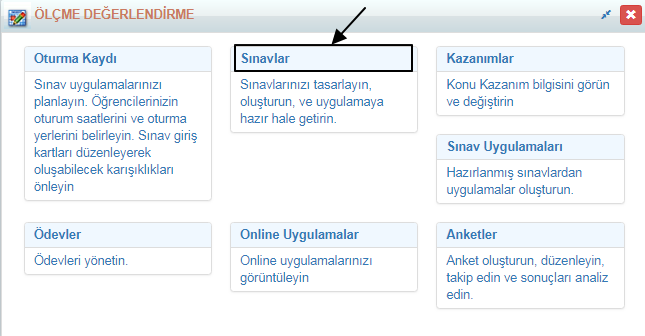 ÖLÇME DEĞERLENDİRME
Oturma Kaydı
Sınav uygulamalarınızı
planlayın. Öğrencilerinizin
oturum saatlerini ve oturma
yerlerini belirleyin. Sınav giriş
kartları düzenleyerek
oluşabilecek karışıklıkları
önleyin
Sınavlar
Sınavlarınızı tasarlayın,
oluşturun, ve uygulamaya
hazır hale getirin.
Kazanımlar
Konu Kazanım bilgisini görün
ve değiştirin
Sınav Uygulamaları
Hazırlanmış sınavlardan
uygulamalar oluşturun.
Ödevler
Ödevleri yönetin.
Online Uygulamalar
Online uygulamalarınızı
görüntüleyin
Anketler
Anket oluşturun, düzenleyin,
takip edin ve sonuçları analiz
edin.